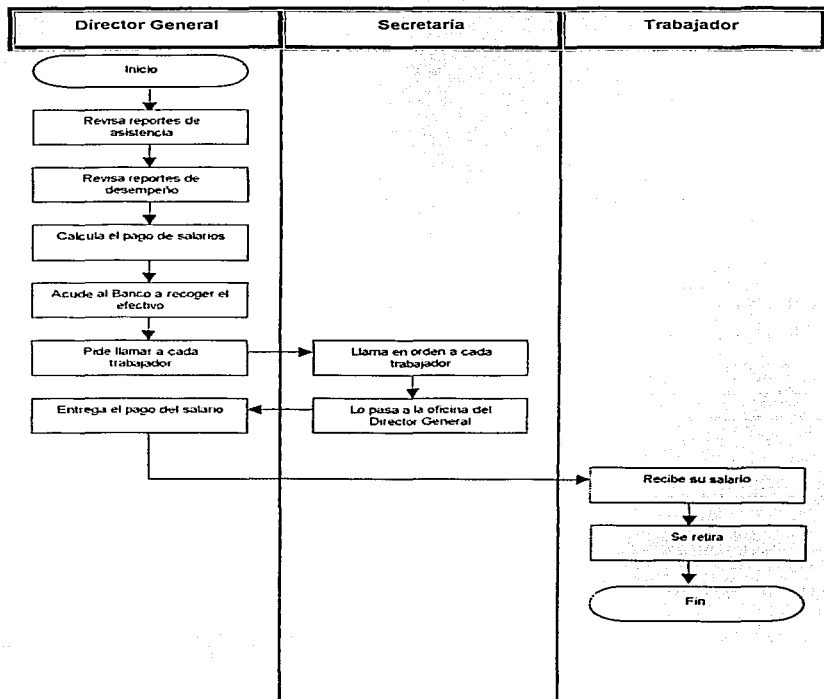 Director General
Secretaría
Trabajador
Inicio
Revisa reportes de
asistencia
Revisa reportes de
desempeño
Calcula el pago de salarios
Acude al Banco a recoger el
efectivo
Pide llamar a cada
trabajador
Llama en orden a cada
trabajador
Entrega el pago del salario
Lo pasa a la oficina del
Director General
Recibe su salario
Se retira
Fin